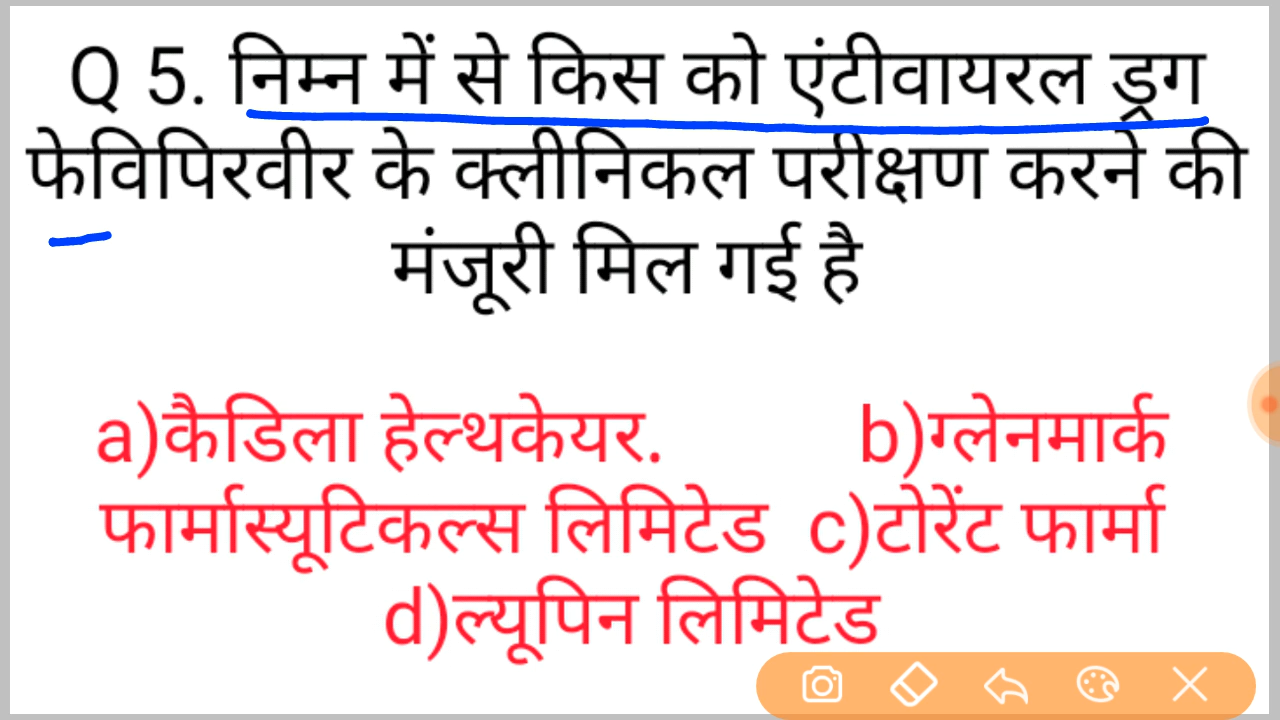 Q 5. निम्न में से किस को एंटीवायरल ड्रग
फेविपिरवीर के क्लीनिकल परीक्षण करने की
मंजूरी मिल गई है
a)कैडिला हेल्थकेयर. b)ग्लेनमार्क
फार्मास्यूटिकल्स लिमिटेड c)टोरेंट फार्मा
d)ल्यूपिन लिमिटेड